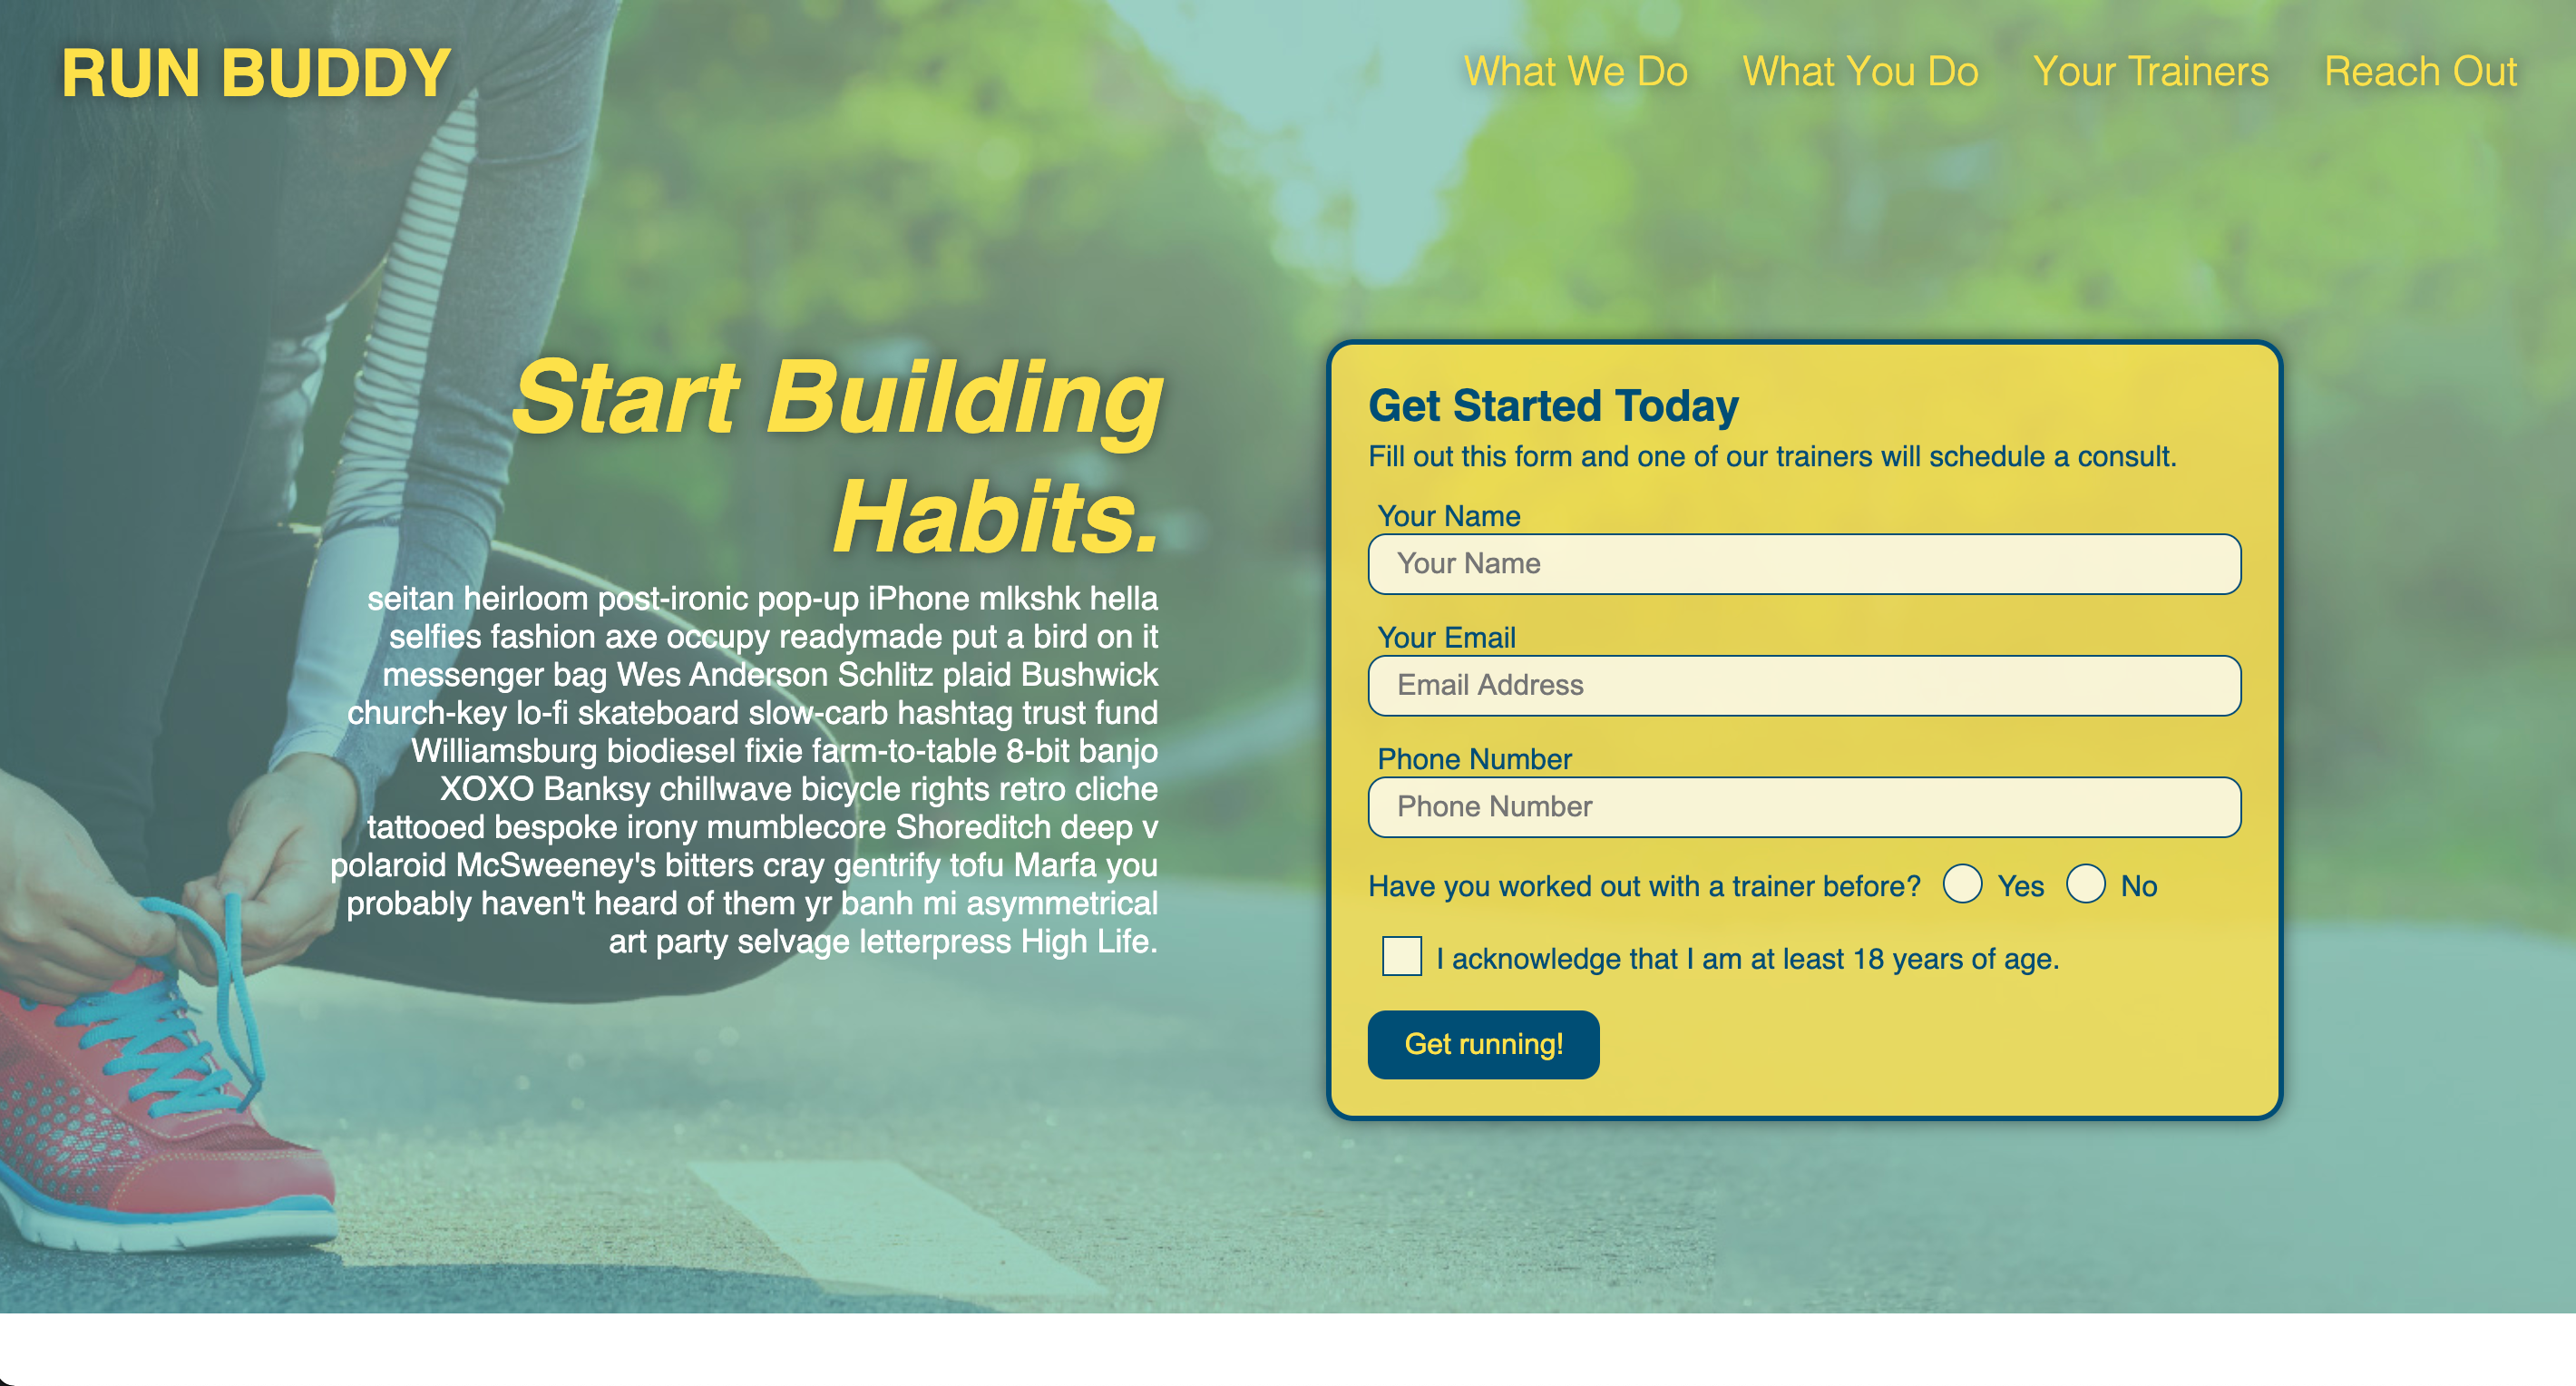 RUN BUDDY
What We Do
What You Do
Your Trainers
Reach Out
Start Building
Habits.
seitan heirloom post-ironic pop-up iPhone mlkshk hella
selfies fashion axe occupy readymade put a bird on it
messenger bag Wes Anderson Schlitz plaid Bushwick
church-key lo-fi skateboard slow-carb hashtag trust fund
Williamsburg biodiesel fixie farm-to-table 8-bit banjo
XOXO Banksy chillwave bicycle rights retro cliche
tattooed bespoke irony mumblecore Shoreditch deep v
polaroid McSweeney's bitters cray gentrify tofu Marfa you
probably haven't heard of them yr banh mi asymmetrical
art party selvage letterpress High Life.
Get Started Today
Fill out this form and one of our trainers will schedule a consult.
Your Name
Your Name
Your Email
Email Address
Phone Number
Phone Number
Have you worked out with a trainer before? Yes No
I acknowledge that I am at least 18 years of age.
Get running!